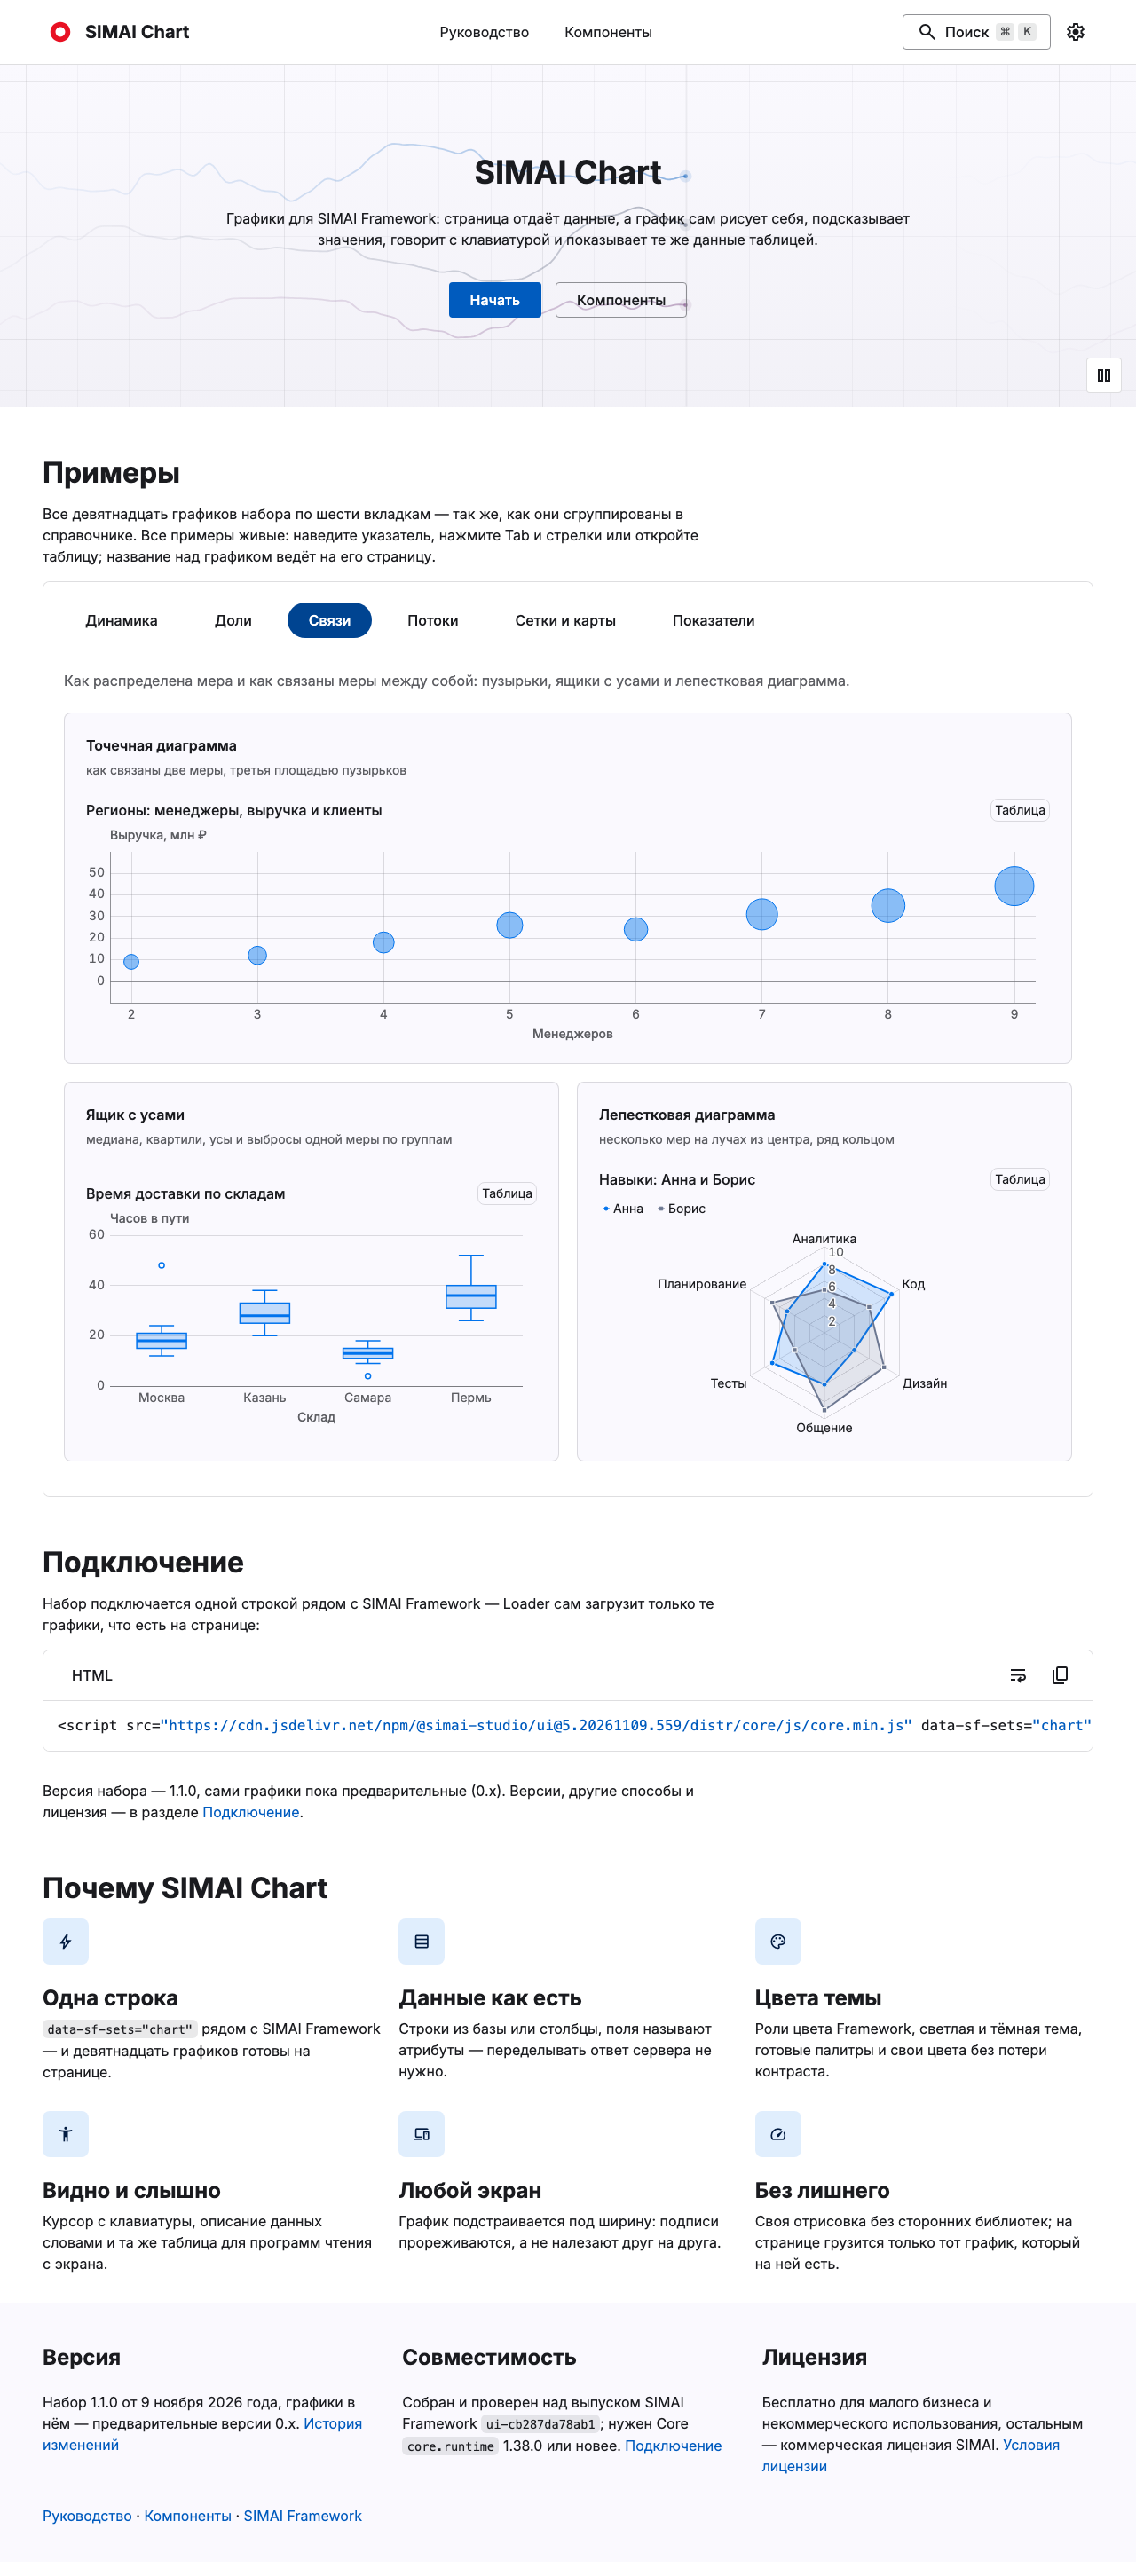 SIMAI Chart
Руководство
Компоненты
Поиск ⌘ K
SIMAI Chart
Графики для SIMAI Framework: страница отдаёт данные, а график сам рисует себя, подсказывает
значения, говорит с клавиатурой и показывает те же данные таблицей.
Начать
Компоненты
Примеры
Все девятнадцать графиков набора по шести вкладкам — так же, как они сгруппированы в
справочнике. Все примеры живые: наведите указатель, нажмите Tab и стрелки или откройте
таблицу; название над графиком ведёт на его страницу.
Динамика
Доли
Связи
Потоки
Сетки и карты
Показатели
Как распределена мера и как связаны меры между собой: пузырьки, ящики с усами и лепестковая диаграмма.
Точечная диаграмма
как связаны две меры, третья площадью пузырьков
Регионы: менеджеры, выручка и клиенты
Таблица
Выручка, млн ₽
50
40
30
20
10
0
2 3 4 5 6 7 8 9
Менеджеров
Ящик с усами
медиана, квартили, усы и выбросы одной меры по группам
Время доставки по складам
Таблица
Часов в пути
60
40
20
0
Москва Казань Самара Пермь
Склад
Лепестковая диаграмма
несколько мер на лучах из центра, ряд кольцом
Навыки: Анна и Борис
Таблица
Анна Борис
Аналитика
10
8
6
4
2
Планирование
Код
Тесты
Дизайн
Общение
Подключение
Набор подключается одной строкой рядом с SIMAI Framework — Loader сам загрузит только те
графики, что есть на странице:
HTML
<script src="https://cdn.jsdelivr.net/npm/@simai-studio/ui@5.20261109.559/distr/core/js/core.min.js" data-sf-sets="chart"
Версия набора — 1.1.0, сами графики пока предварительные (0.x). Версии, другие способы и
лицензия — в разделе Подключение.
Почему SIMAI Chart
Одна строка
data-sf-sets="chart" рядом с SIMAI Framework
— и девятнадцать графиков готовы на
странице.
Данные как есть
Строки из базы или столбцы, поля называют
атрибуты — переделывать ответ сервера не
нужно.
Цвета темы
Роли цвета Framework, светлая и тёмная тема,
готовые палитры и свои цвета без потери
контраста.
Видно и слышно
Курсор с клавиатуры, описание данных
словами и та же таблица для программ чтения
с экрана.
Любой экран
График подстраивается под ширину: подписи
прореживаются, а не налезают друг на друга.
Без лишнего
Своя отрисовка без сторонних библиотек; на
странице грузится только тот график, который
на ней есть.
Версия
Набор 1.1.0 от 9 ноября 2026 года, графики в
нём — предварительные версии 0.x. История
изменений
Совместимость
Собран и проверен над выпуском SIMAI
Framework ui-cb287da78ab1; нужен Core
core.runtime 1.38.0 или новее. Подключение
Лицензия
Бесплатно для малого бизнеса и
некоммерческого использования, остальным
— коммерческая лицензия SIMAI. Условия
лицензии
Руководство · Компоненты · SIMAI Framework